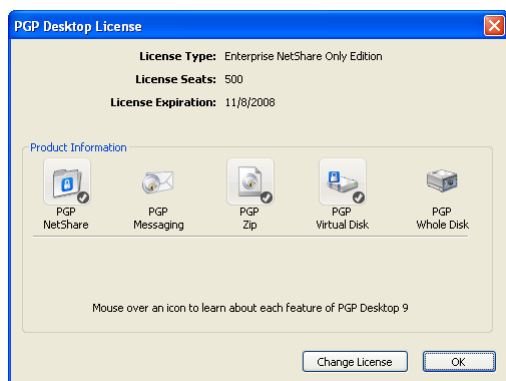 PGP Desktop License
License Type: Enterprise NetShare Only Edition
License Seats: 500
License Expiration: 11/8/2008
Product Information
PGP NetShare
PGP Messaging
PGP Zip
PGP Virtual Disk
PGP Whole Disk
Mouse over an icon to learn about each feature of PGP Desktop 9
Change License
OK